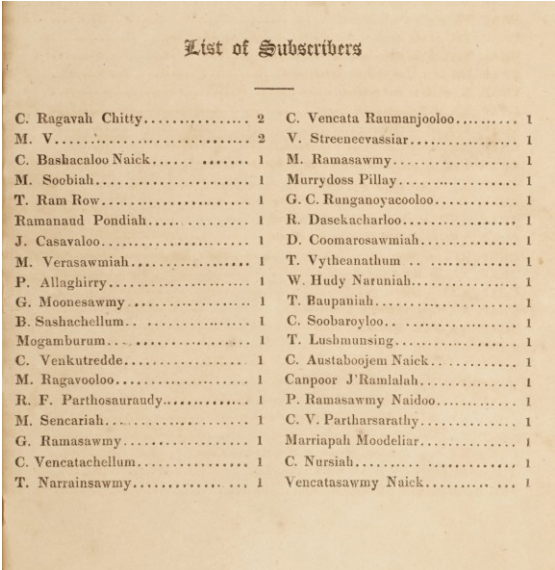 List of Subscribers
C. Ragavah Chitty................ 2
M. V............................. 2
C. Bashacaloo Naick...... ....... 1
M. Soobiah....................... 1
T. Ram Row....................... 1
Ramanaud Pondiah................. 1
J. Casavaloo..................... 1
M. Verasawmiah................... 1
P. Allaghirry.................... 1
G. Moonesawmy.................... 1
B. Sashachellum.. ............... 1
Mogamburum....................... 1
C. Venkutredde................... 1
M. Ragavooloo.................... 1
R. F. Parthosauraudy............. 1
M. Sencariah..................... 1
G. Ramasawmy..................... 1
C. Vencatachellum................ 1
T. Narrainsawmy............. ... 1
C. Vencata Raumanjooloo.......... 1
V. Streeneevassiar............... 1
M. Ramasawmy..................... 1
Murrydoss Pillay................. 1
G. C. Runganoyacooloo............ 1
R. Dasekacharloo................. 1
D. Coomarosawmiah................ 1
T. Vytheanathum .. .............. 1
W. Hudy Naruniah................. 1
T. Baupaniah..................... 1
C. Soobaroyloo.. ................ 1
T. Lushmunsing................... 1
C. Austaboojem Naick............. 1
Canpoor J'Ramlalah............... 1
P. Ramasawmy Naidoo.............. 1
C. V. Partharsarathy............. 1
Marriapah Moodeliar.............. 1
C. Nursiah......... ............. 1
Vencatasawmy Naick.......... ... 1